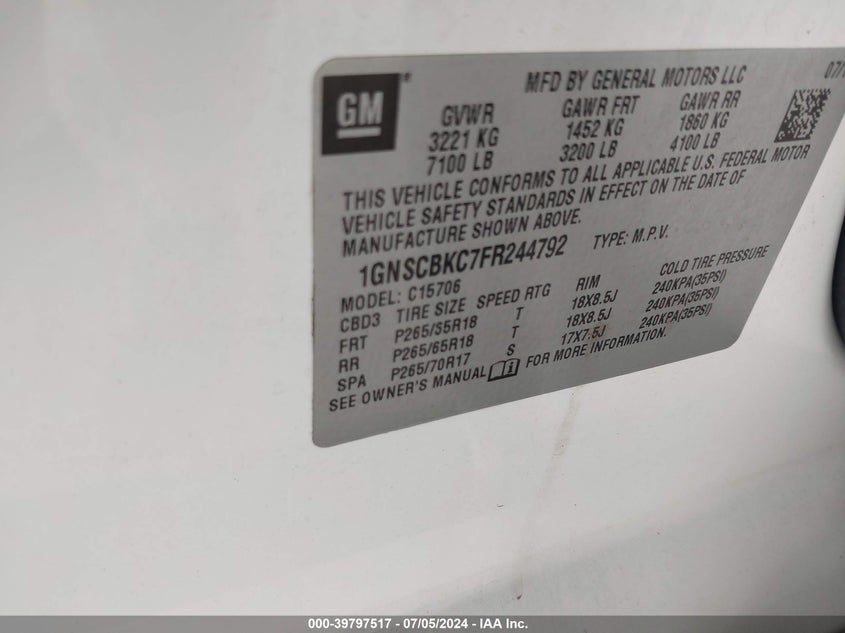 GM
MFD BY GENERAL MOTORS LLC
07/
GVWR GAWR FRT GAWR RR
3221 KG 1452 KG 1860 KG
7100 LB 3200 LB 4100 LB
THIS VEHICLE CONFORMS TO ALL APPLICABLE U.S. FEDERAL MOTOR
VEHICLE SAFETY STANDARDS IN EFFECT ON THE DATE OF
MANUFACTURE SHOWN ABOVE.
1GNSCBKC7FR244792 TYPE: M.P.V.
MODEL: C15706
CBD3 TIRE SIZE SPEED RTG RIM COLD TIRE PRESSURE
FRT P265/65R18 T 18X8.5J 240KPA(35PSI)
RR P265/65R18 T 18X8.5J 240KPA(35PSI)
SPA P265/70R17 S 17X7.5J 240KPA(35PSI)
SEE OWNER'S MANUAL FOR MORE INFORMATION.
000-39797517 / 07/05/2024 - IAA Inc.